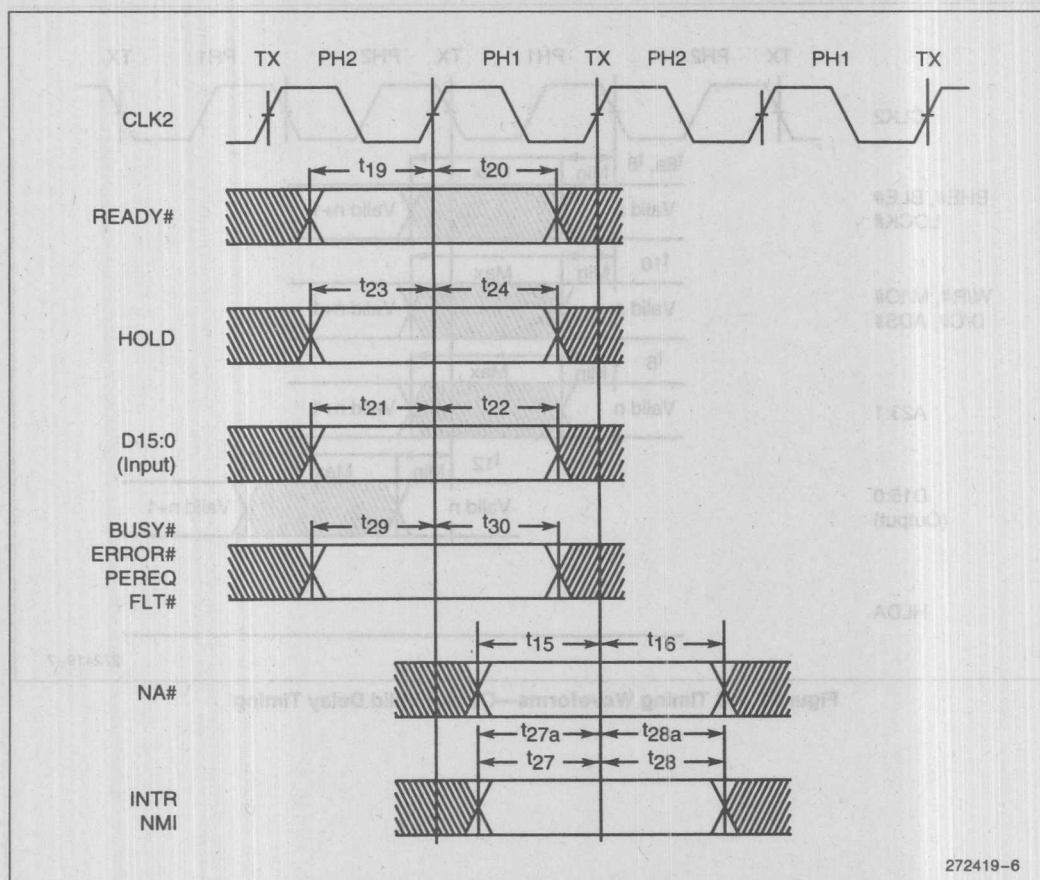 TX PH2 PH1 TX PH2 PH1 TX
CLK2
t19 t20
READY#
t23 t24
HOLD
t21 t22
D15:0
(Input)
t29 t30
BUSY#
ERROR#
PEREQ
FLT#
t15 t16
NA#
t27a t28a
t27 t28
INTR
NMI
272419-6